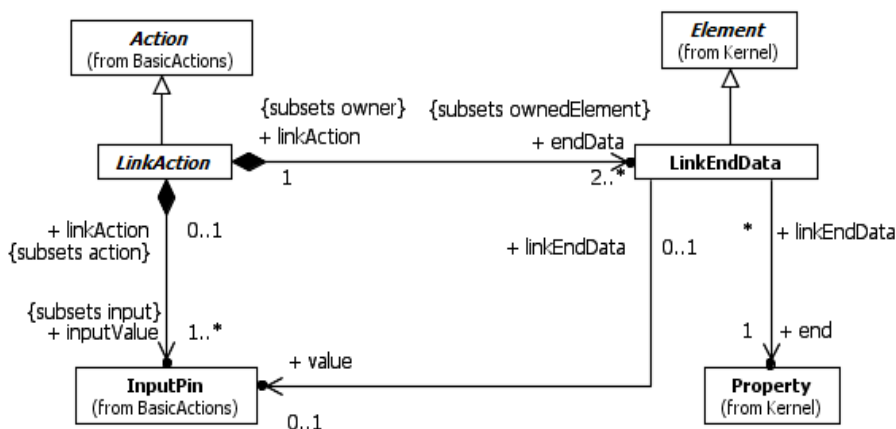 Action
(from BasicActions)
Element
(from Kernel)
{subsets owner}
+ linkAction
{subsets ownedElement}
+ endData
LinkAction
1
2..*
LinkEndData
+ linkAction
{subsets action}
0..1
+ linkEndData
0..1
*
+ linkEndData
{subsets input}
+ inputValue
1..*
1
+ end
+ value
InputPin
(from BasicActions)
0..1
Property
(from Kernel)